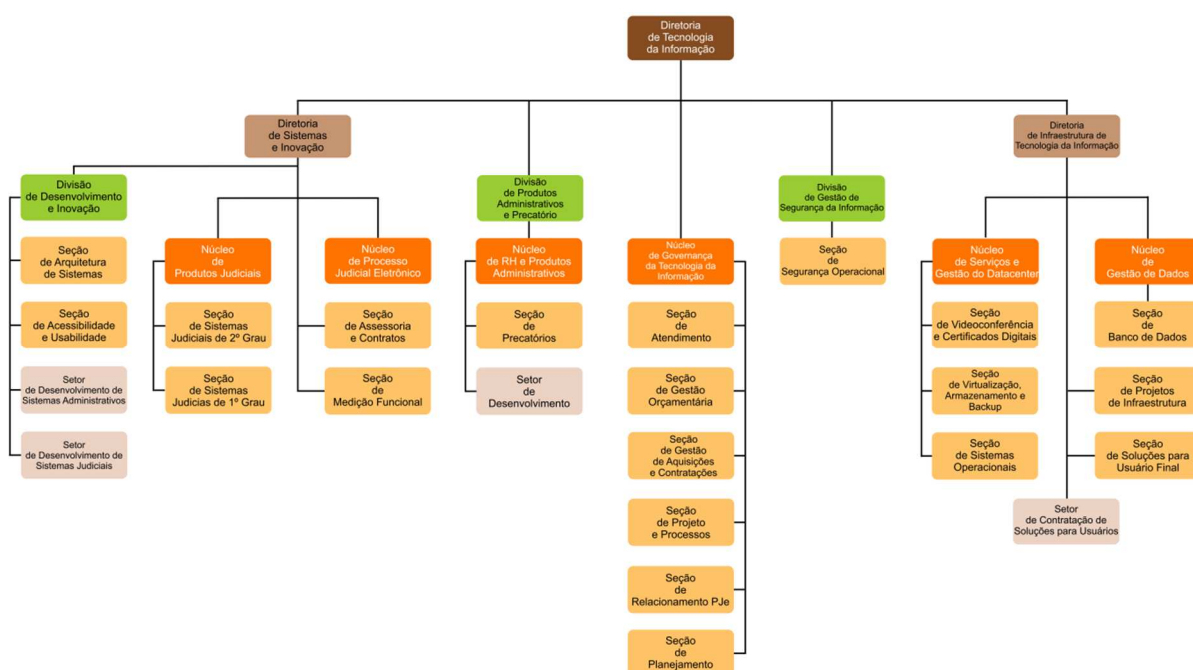 Diretoria
de Tecnologia
da Informação
Diretoria
de Sistemas
e Inovação
Diretoria
de Infraestrutura de
Tecnologia da Informação
Divisão
de Desenvolvimento
e Inovação
Divisão
de Produtos
Administrativos
e Precatório
Divisão
de Gestão de
Segurança da Informação
Seção
de Arquitetura
de Sistemas
Núcleo
de
Produtos Judiciais
Núcleo
de Processo
Judicial Eletrônico
Núcleo
de RH e Produtos
Administrativos
Núcleo
de Governança
da Tecnologia da
Informação
Seção
de
Segurança Operacional
Núcleo
de Serviços e
Gestão do Datacenter
Núcleo
de
Gestão de Dados
Seção
de Acessibilidade
e Usabilidade
Seção
de Sistemas
Judiciais de 2º Grau
Seção
de Assessoria
e Contratos
Seção
de
Precatórios
Seção
de
Atendimento
Seção
de Videoconferência
e Certificados Digitais
Seção
de
Banco de Dados
Setor
de Desenvolvimento de
Sistemas Administrativos
Seção
de Sistemas
Judicias de 1º Grau
Seção
de
Medição Funcional
Setor
de
Desenvolvimento
Seção
de Gestão
Orçamentária
Seção
de Virtualização,
Armazenamento e
Backup
Seção
de Projetos
de Infraestrutura
Setor
de Desenvolvimento de
Sistemas Judiciais
Seção
de Gestão
de Aquisições
e Contratações
Seção
de Sistemas
Operacionais
Seção
de Soluções para
Usuário Final
Seção
de Projeto
e Processos
Setor
de Contratação de
Soluções para Usuários
Seção
de
Relacionamento PJe
Seção
de
Planejamento